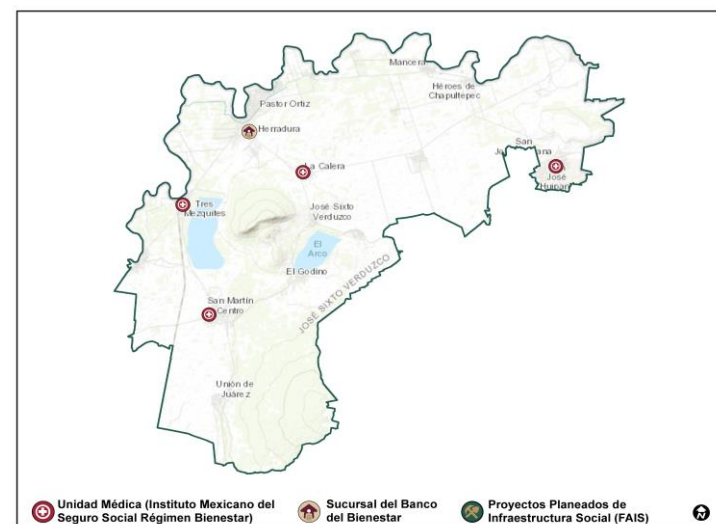 Mancera
Héroes de
Chapultepec
Pastor Ortiz
Herradura
San
José
Huipana
La Calera
Tres
Mezquites
José Sixto
Verduzco
El
Arco
El Godino
JOSÉ SIXTO VERDUZCO
San Martín
Centro
Unión de
Juárez
Unidad Médica (Instituto Mexicano del
Seguro Social Régimen Bienestar)
Sucursal del Banco
del Bienestar
Proyectos Planeados de
Infraestructura Social (FAIS)